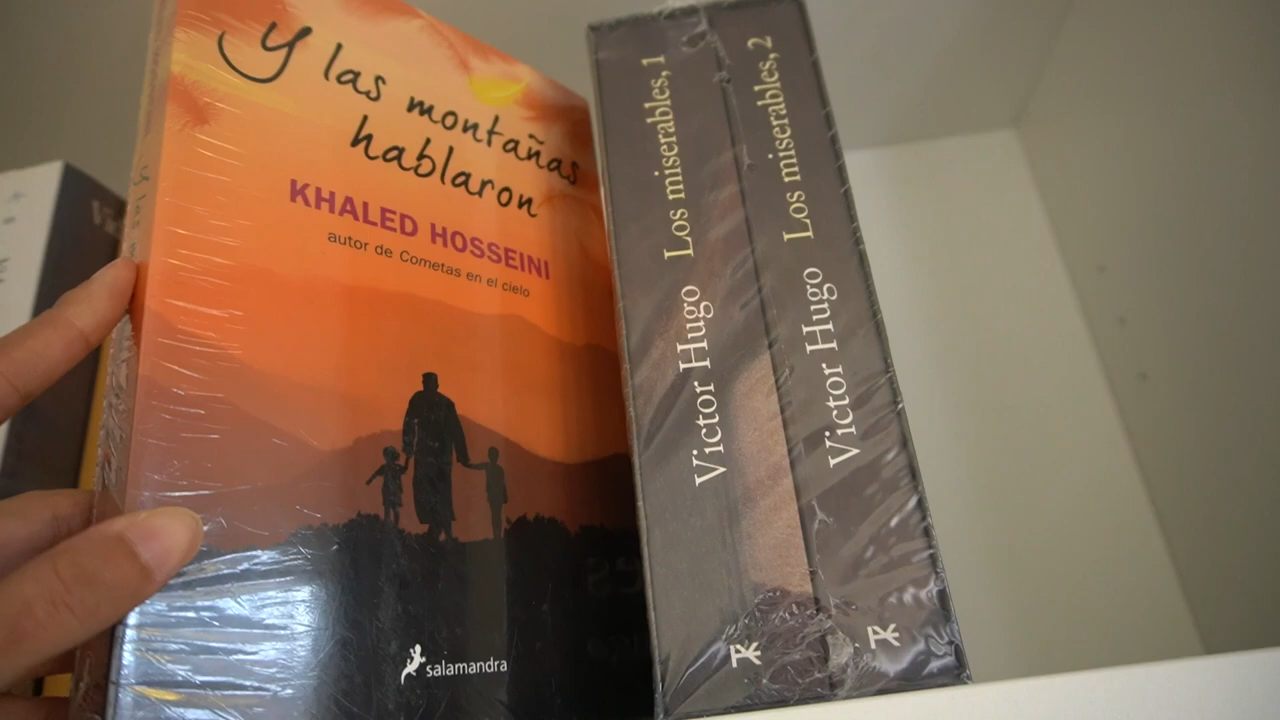 Y las montañas
hablaron
KHALED HOSSEINI
autor de Cometas en el cielo
salamandra
Victor Hugo Los miserables, 1
Victor Hugo Los miserables, 2